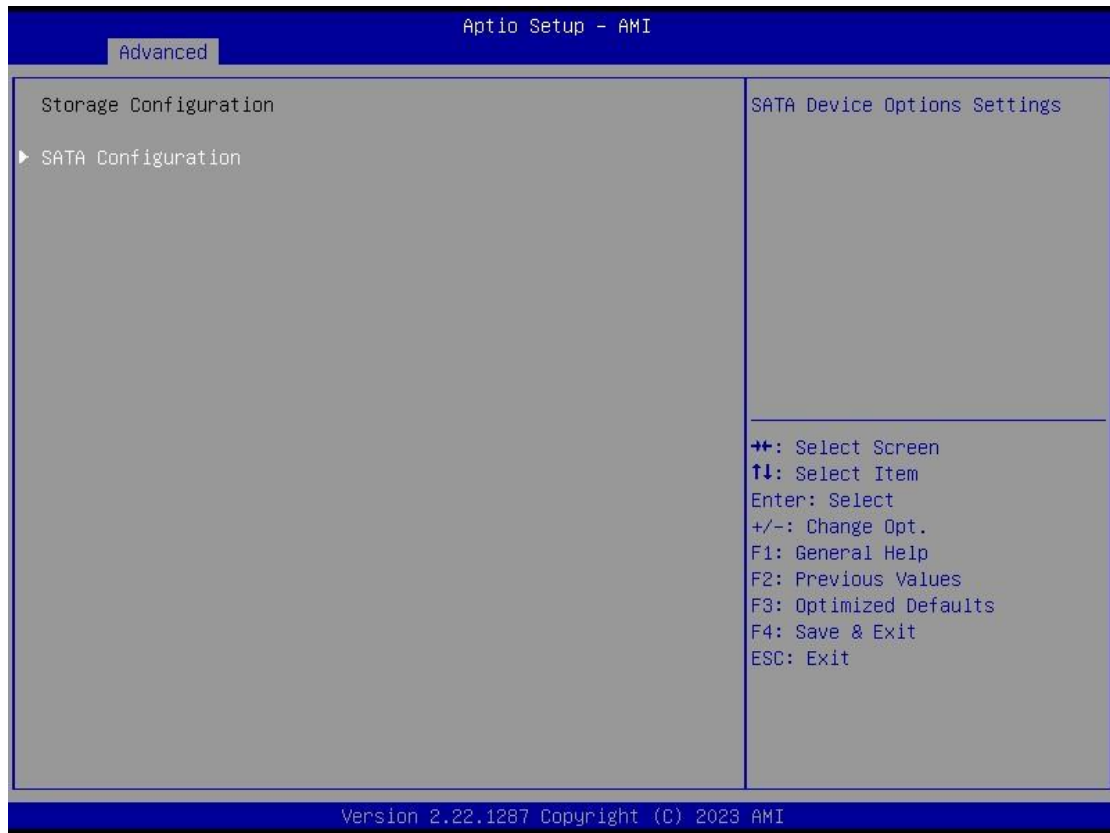 Aptio Setup – AMI
Advanced
Storage Configuration
SATA Configuration
SATA Device Options Settings
→←: Select Screen
↑↓: Select Item
Enter: Select
+/-: Change Opt.
F1: General Help
F2: Previous Values
F3: Optimized Defaults
F4: Save & Exit
ESC: Exit
Version 2.22.1287 Copyright (C) 2023 AMI